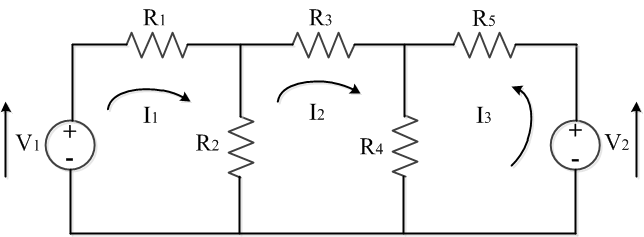 R1 R3 R5
I1 I2 I3
V1 + - R2 R4 + - V2